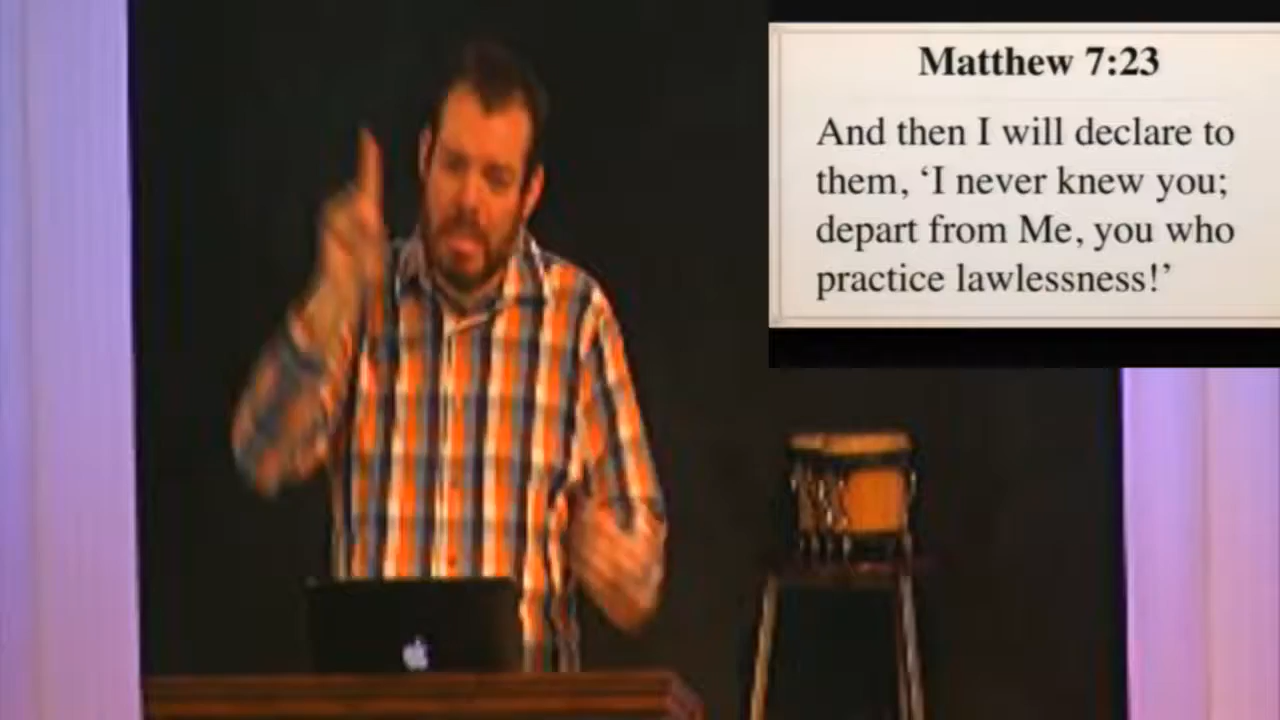 Matthew 7:23
And then I will declare to
them, ‘I never knew you;
depart from Me, you who
practice lawlessness!’